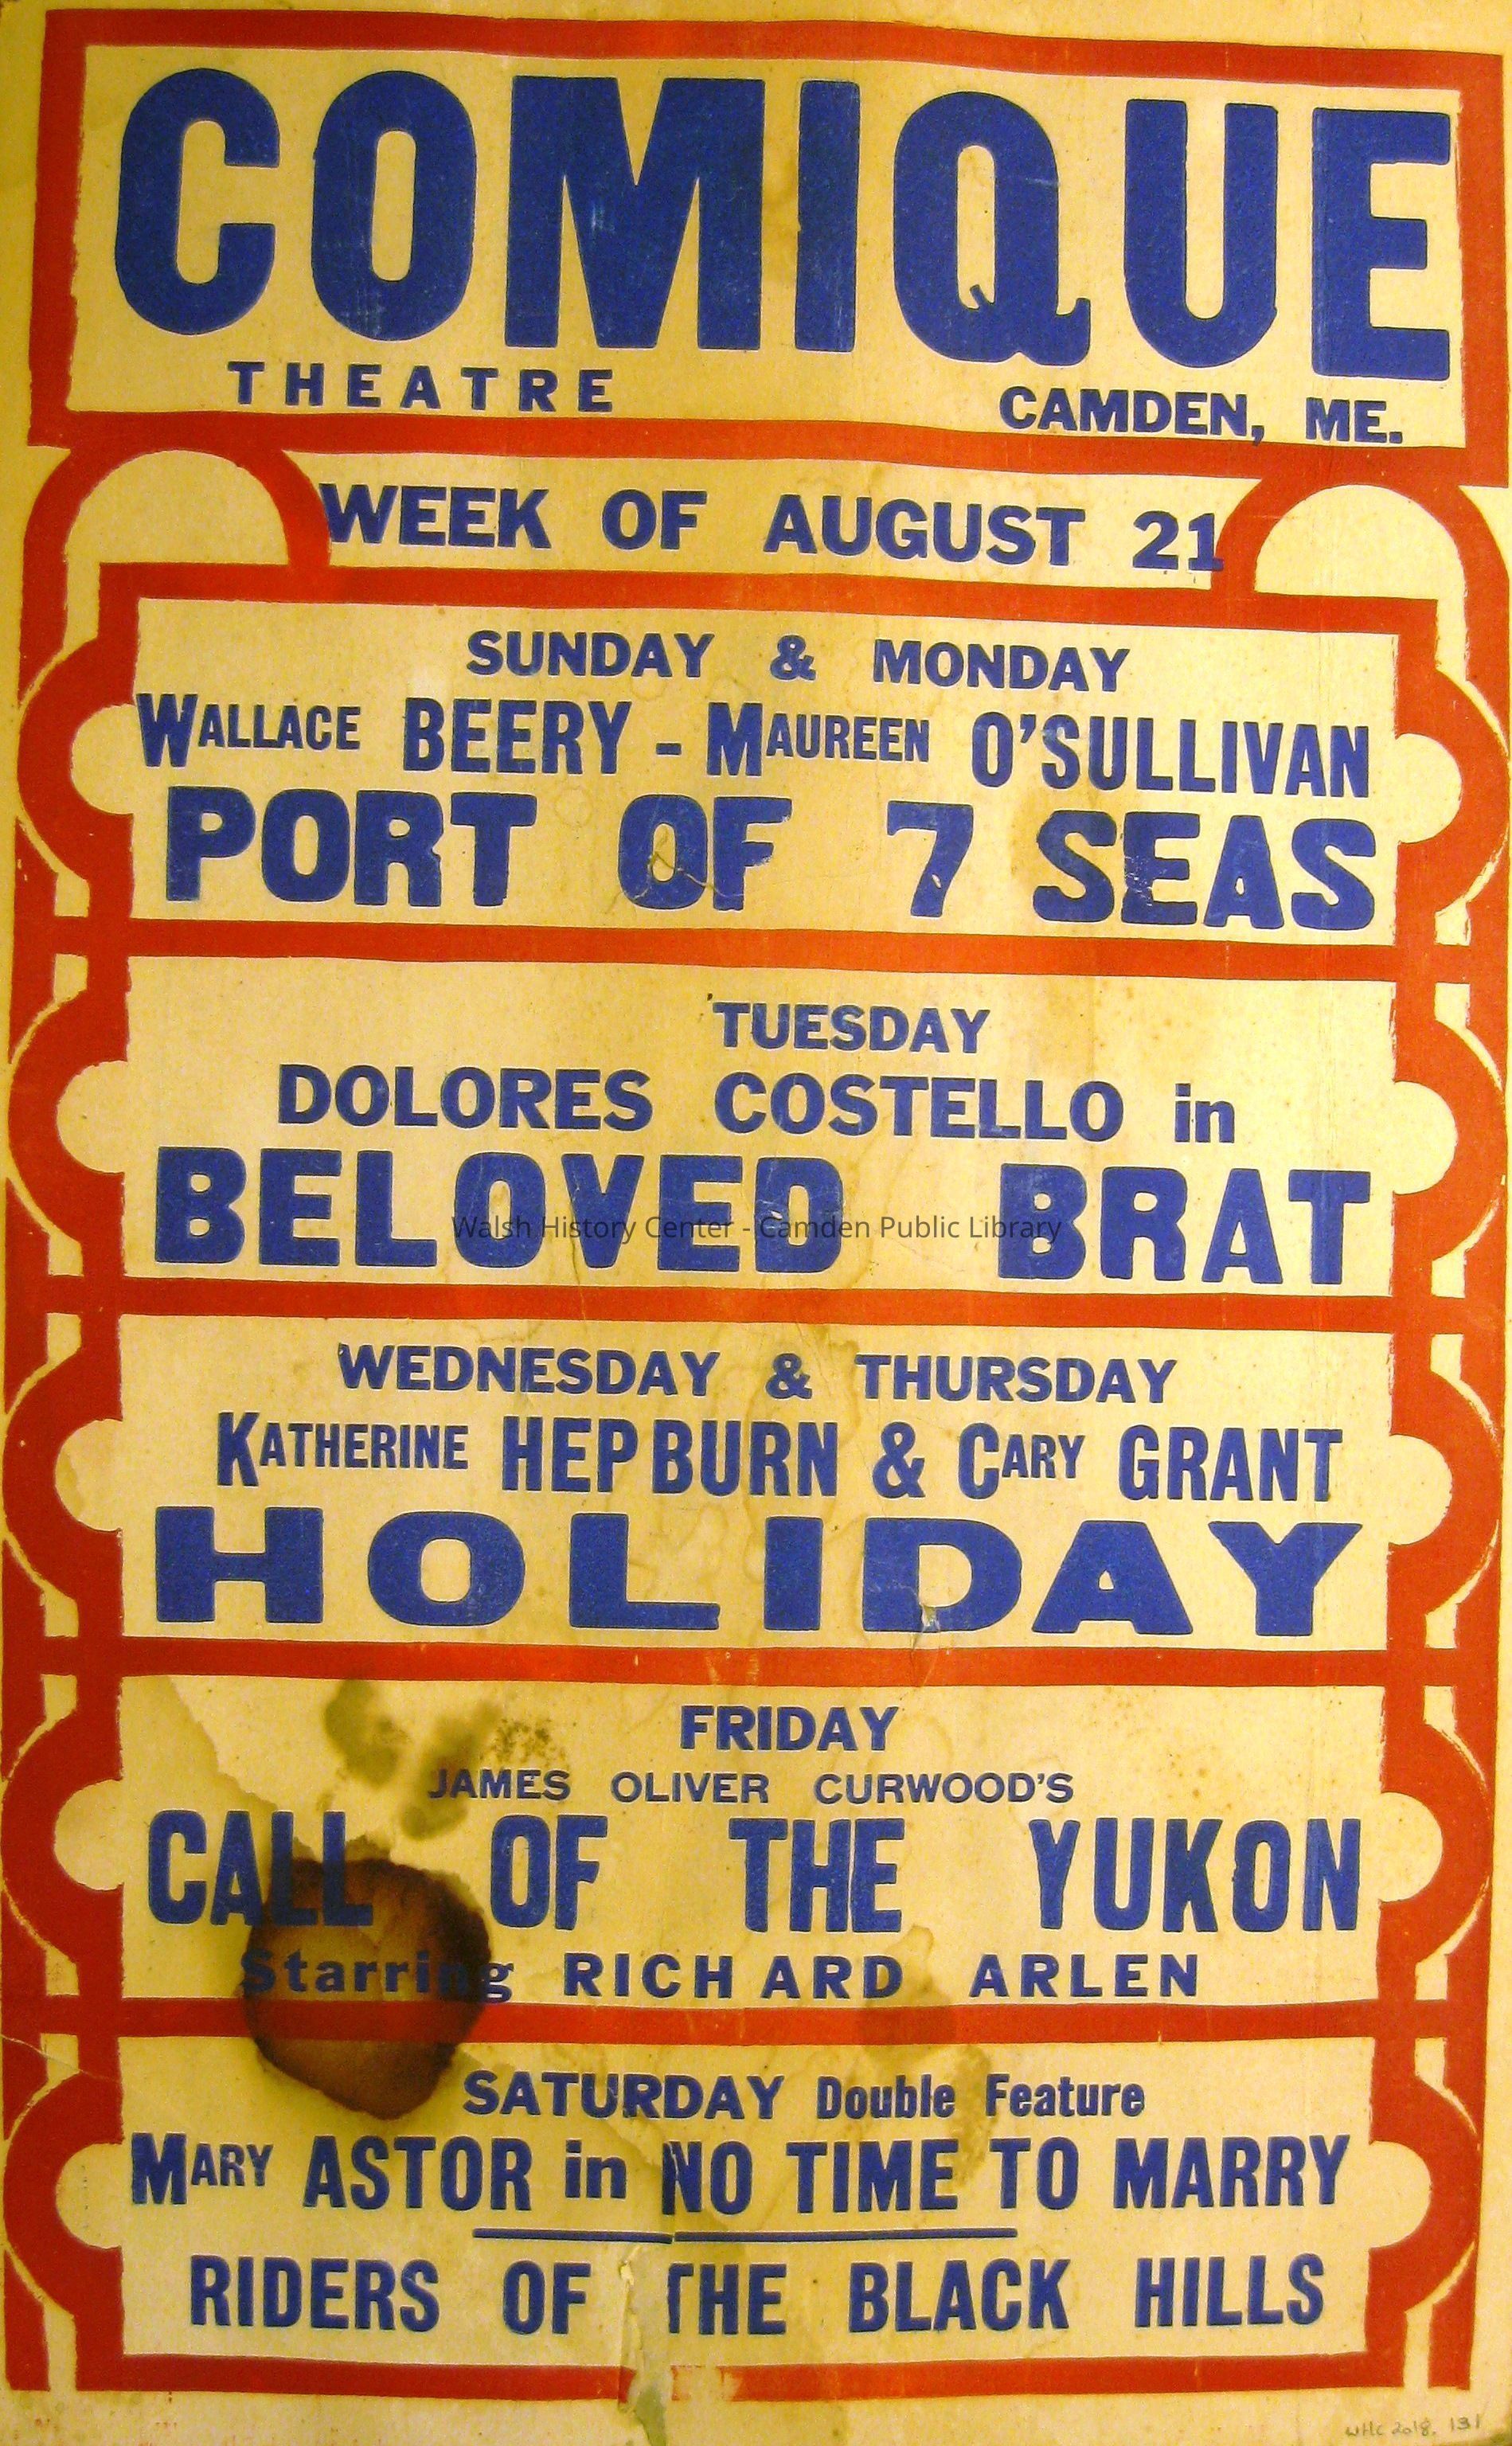 COMIQUE
THEATRE CAMDEN, ME.
WEEK OF AUGUST 21
SUNDAY & MONDAY
WALLACE BEERY - MAUREEN O'SULLIVAN
PORT OF 7 SEAS
TUESDAY
DOLORES COSTELLO in
BELOVED BRAT
Walsh History Center - Camden Public Library
WEDNESDAY & THURSDAY
KATHERINE HEPBURN & CARY GRANT
HOLIDAY
FRIDAY
JAMES OLIVER CURWOOD'S
CALL OF THE YUKON
Starring RICHARD ARLEN
SATURDAY Double Feature
MARY ASTOR in NO TIME TO MARRY
RIDERS OF THE BLACK HILLS
WHC 2018. 131